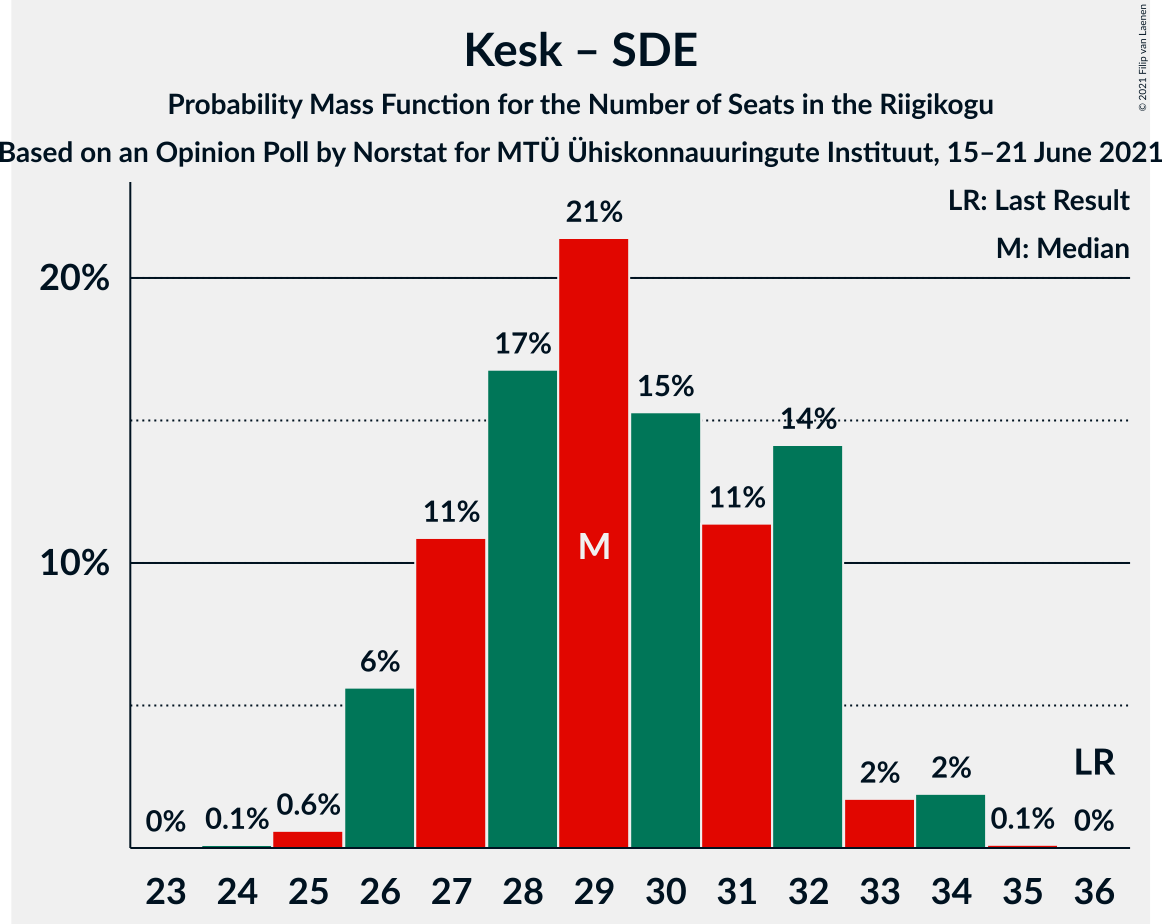 Kesk – SDE
Probability Mass Function for the Number of Seats in the Riigikogu
Based on an Opinion Poll by Norstat for MTÜ Ühiskonnauuringute Instituut, 15–21 June 2021
© 2021 Filip van Laenen
LR: Last Result
M: Median
20%
10%
0%
0.1%
0.6%
6%
11%
17%
21%
M
15%
11%
14%
2%
2%
0.1%
LR
0%
23 24 25 26 27 28 29 30 31 32 33 34 35 36